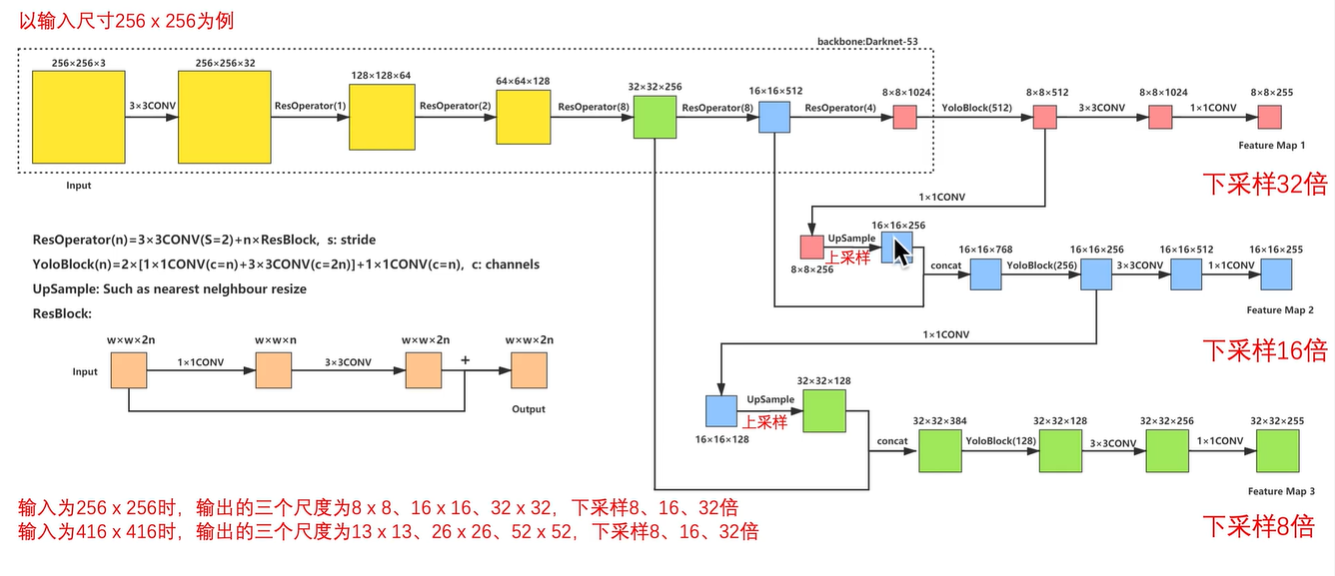 以输入尺寸256 x 256为例
backbone:Darknet-53
256×256×3
256×256×32
128×128×64
64×64×128
32×32×256
16×16×512
8×8×1024
8×8×512
8×8×1024
8×8×255
3×3CONV
ResOperator(1)
ResOperator(2)
ResOperator(8)
ResOperator(8)
ResOperator(4)
YoloBlock(512)
3×3CONV
1×1CONV
Input
Feature Map 1
下采样32倍
1×1CONV
ResOperator(n)=3×3CONV(S=2)+n×ResBlock, s: stride
YoloBlock(n)=2×[1×1CONV(c=n)+3×3CONV(c=2n)]+1×1CONV(c=n), c: channels
UpSample: Such as nearest nelghbour resize
ResBlock:
UpSample
上采样
8×8×256
16×16×256
concat
16×16×768
YoloBlock(256)
16×16×256
3×3CONV
16×16×512
1×1CONV
16×16×255
Feature Map 2
下采样16倍
1×1CONV
w×w×2n
w×w×n
w×w×2n
w×w×2n
Input
1×1CONV
3×3CONV
+
Output
UpSample
上采样
16×16×128
32×32×128
concat
32×32×384
YoloBlock(128)
32×32×128
3×3CONV
32×32×256
1×1CONV
32×32×255
Feature Map 3
下采样8倍
输入为256 x 256时，输出的三个尺度为8 x 8、16 x 16、32 x 32，下采样8、16、32倍
输入为416 x 416时，输出的三个尺度为13 x 13、26 x 26、52 x 52，下采样8、16、32倍